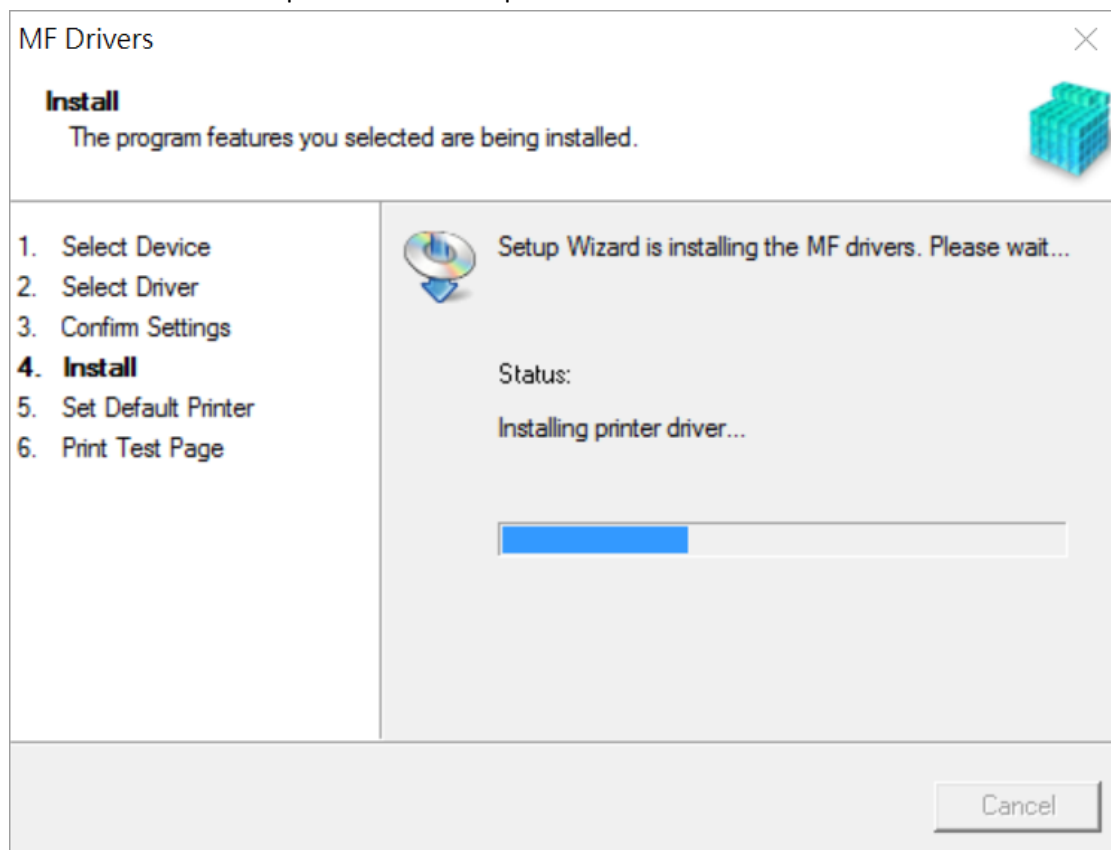 MF Drivers
Install
The program features you selected are being installed.
1. Select Device
2. Select Driver
3. Confirm Settings
4. Install
5. Set Default Printer
6. Print Test Page
Setup Wizard is installing the MF drivers. Please wait...
Status:
Installing printer driver...
Cancel